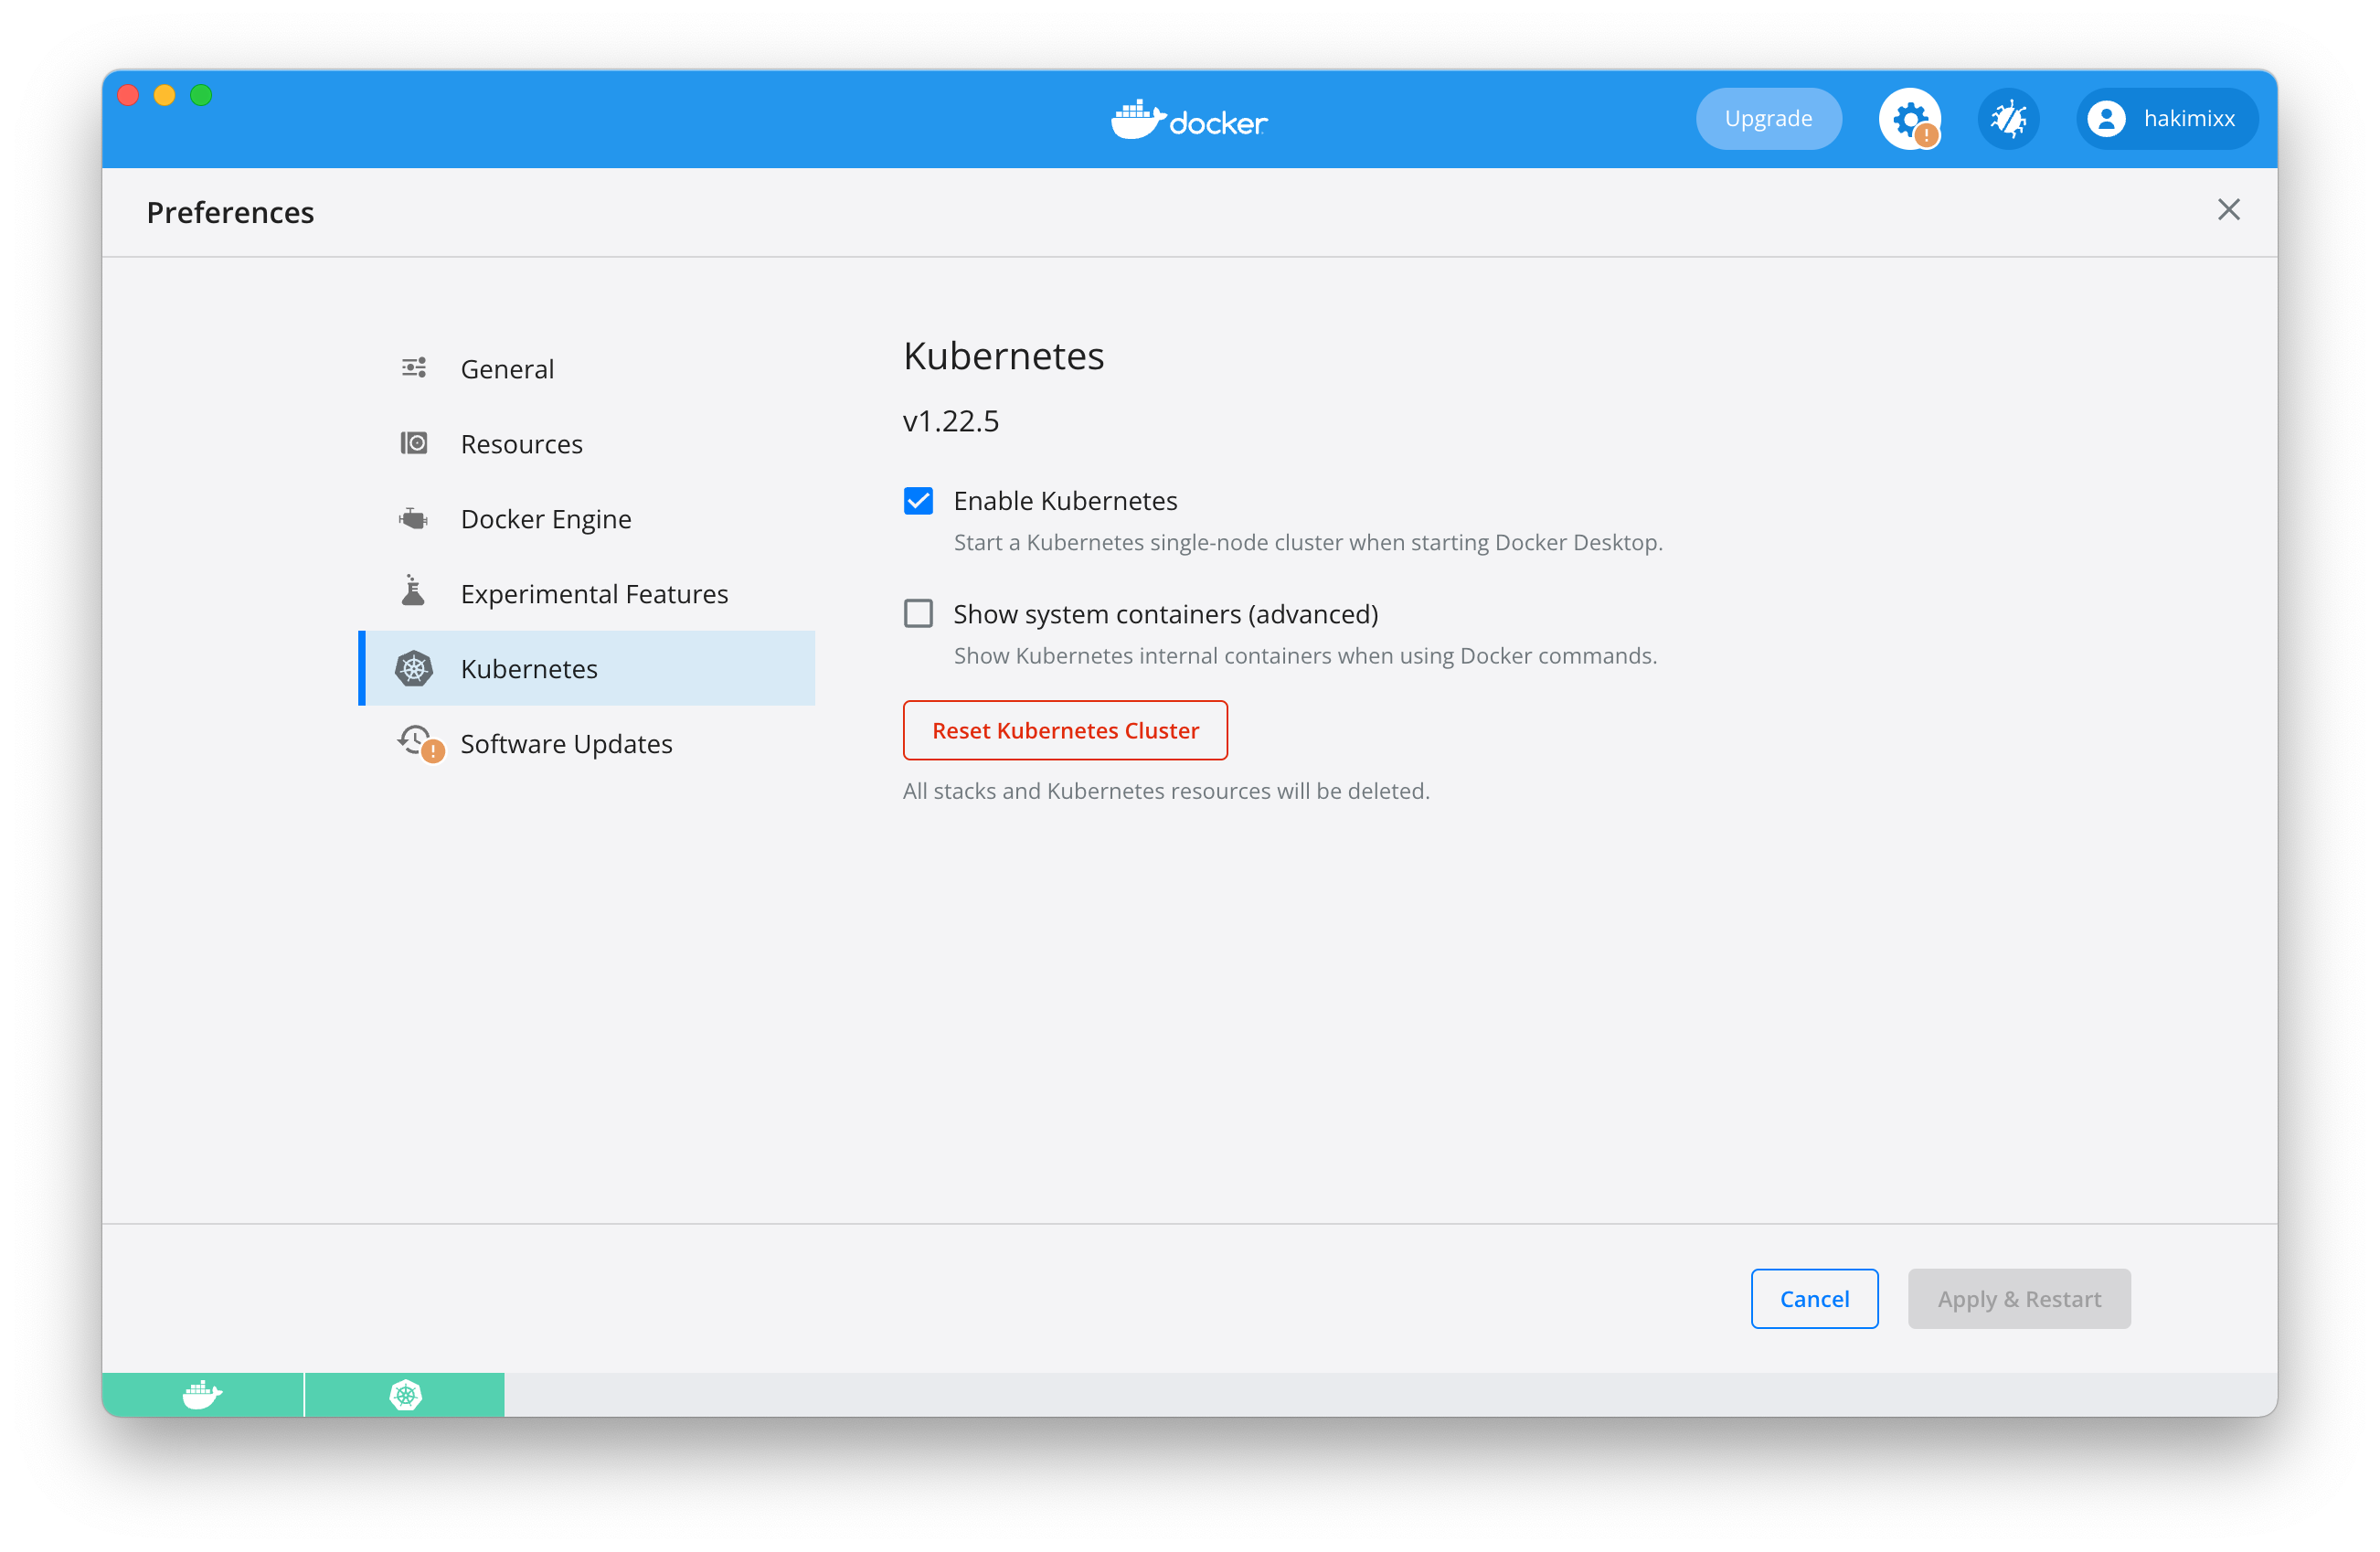 docker
Upgrade
hakimixx
Preferences
General
Resources
Docker Engine
Experimental Features
Kubernetes
Software Updates
Kubernetes
v1.22.5
Enable Kubernetes
Start a Kubernetes single-node cluster when starting Docker Desktop.
Show system containers (advanced)
Show Kubernetes internal containers when using Docker commands.
Reset Kubernetes Cluster
All stacks and Kubernetes resources will be deleted.
Cancel
Apply & Restart